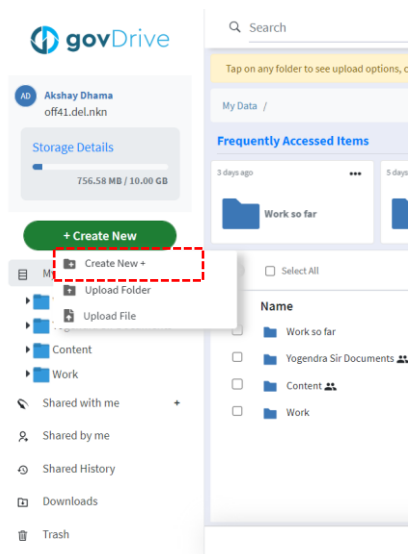 govDrive
AD
Akshay Dhama
off41.del.nkn
Storage Details
756.58 MB / 10.00 GB
+ Create New
Create New +
Upload Folder
Upload File
Content
Work
Shared with me +
Shared by me
Shared History
Downloads
Trash
Search
Tap on any folder to see upload options, c
My Data /
Frequently Accessed Items
3 days ago
5 days
Work so far
Select All
Name
Work so far
Yogendra Sir Documents
Content
Work